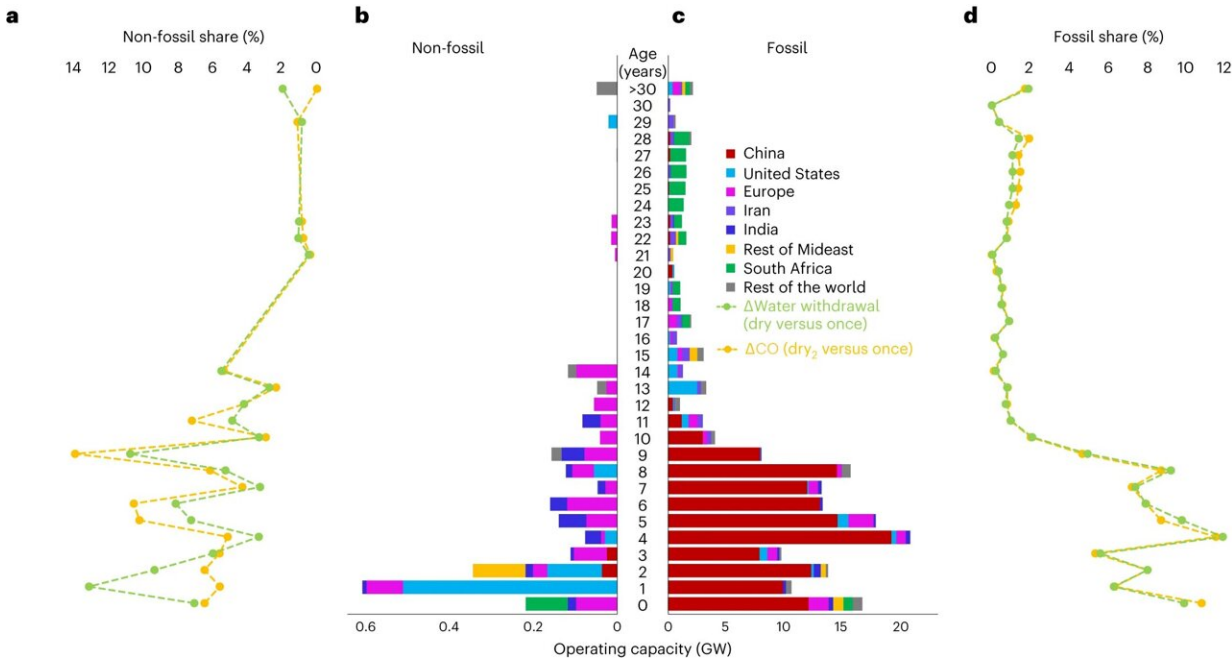 a
b
c
d
Non-fossil share (%)
14 12 10 8 6 4 2 0
Non-fossil
Age
(years)
Fossil
Fossil share (%)
0 2 4 6 8 10 12
>30
30
29
28
27
26
25
24
23
22
21
20
19
18
17
16
15
14
13
12
11
10
9
8
7
6
5
4
3
2
1
0
China
United States
Europe
Iran
India
Rest of Mideast
South Africa
Rest of the world
ΔWater withdrawal
(dry versus once)
ΔCO (dry₂ versus once)
0.6 0.4 0.2 0
0 5 10 15 20
Operating capacity (GW)